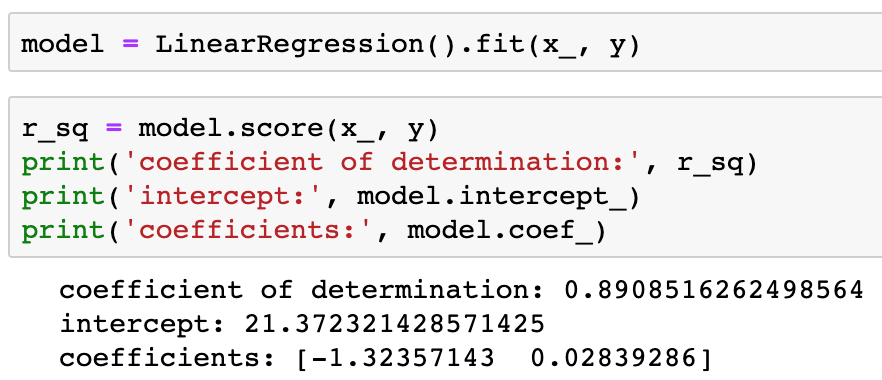 model = LinearRegression().fit(x_, y)
r_sq = model.score(x_, y)
print('coefficient of determination:', r_sq)
print('intercept:', model.intercept_)
print('coefficients:', model.coef_)
coefficient of determination: 0.8908516262498564
intercept: 21.372321428571425
coefficients: [-1.32357143  0.02839286]